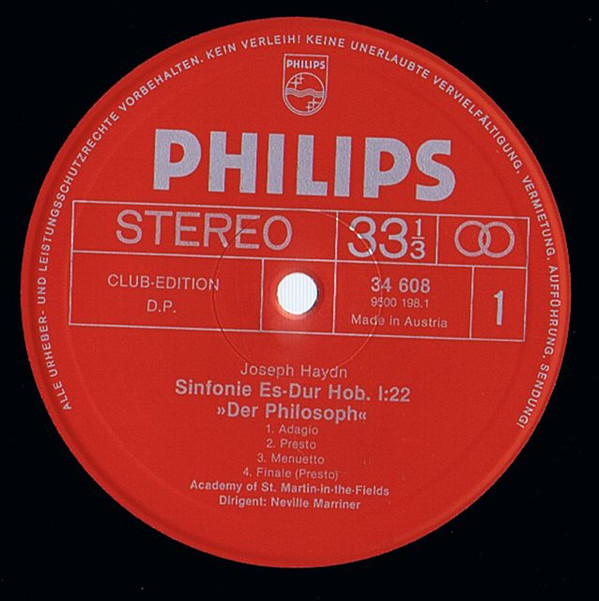 ALLE URHEBER- UND LEISTUNGSSCHUTZRECHTE VORBEHALTEN. KEIN VERLEIH! KEINE UNERLAUBTE VERVIELFÄLTIGUNG, VERMIETUNG, AUFFÜHRUNG, SENDUNG!
PHILIPS
PHILIPS
STEREO
33 1/3
CLUB-EDITION
D.P.
34 608
9500 198.1
Made in Austria
1
Joseph Haydn
Sinfonie Es-Dur Hob. I:22
»Der Philosoph«
1. Adagio
2. Presto
3. Menuetto
4. Finale (Presto)
Academy of St. Martin-in-the-Fields
Dirigent: Neville Marriner